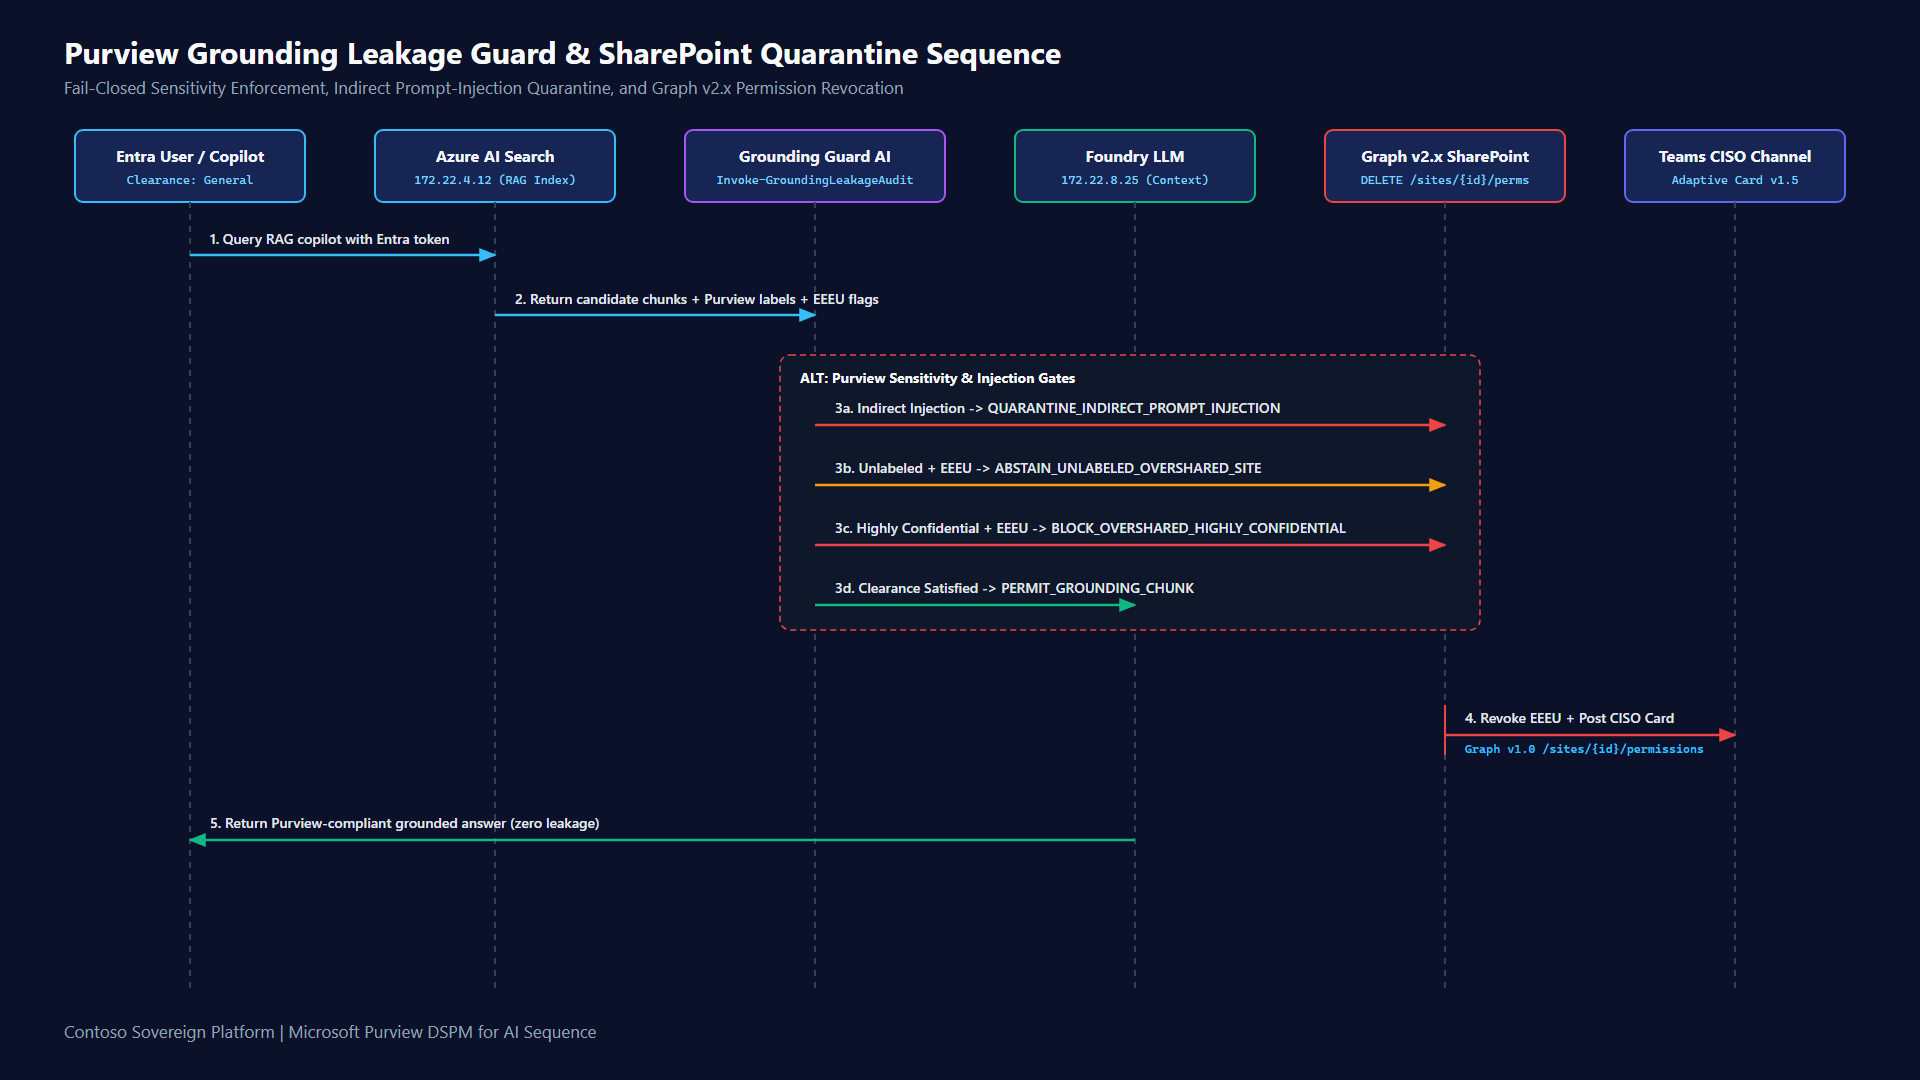 Purview Grounding Leakage Guard & SharePoint Quarantine Sequence
Fail-Closed Sensitivity Enforcement, Indirect Prompt-Injection Quarantine, and Graph v2.x Permission Revocation
Entra User / Copilot
Clearance: General
Azure AI Search
172.22.4.12 (RAG Index)
Grounding Guard AI
Invoke-GroundingLeakageAudit
Foundry LLM
172.22.8.25 (Context)
Graph v2.x SharePoint
DELETE /sites/{id}/perms
Teams CISO Channel
Adaptive Card v1.5
1. Query RAG copilot with Entra token
2. Return candidate chunks + Purview labels + EEEU flags
ALT: Purview Sensitivity & Injection Gates
3a. Indirect Injection -> QUARANTINE_INDIRECT_PROMPT_INJECTION
3b. Unlabeled + EEEU -> ABSTAIN_UNLABELED_OVERSHARED_SITE
3c. Highly Confidential + EEEU -> BLOCK_OVERSHARED_HIGHLY_CONFIDENTIAL
3d. Clearance Satisfied -> PERMIT_GROUNDING_CHUNK
4. Revoke EEEU + Post CISO Card
Graph v1.0 /sites/{id}/permissions
5. Return Purview-compliant grounded answer (zero leakage)
Contoso Sovereign Platform | Microsoft Purview DSPM for AI Sequence